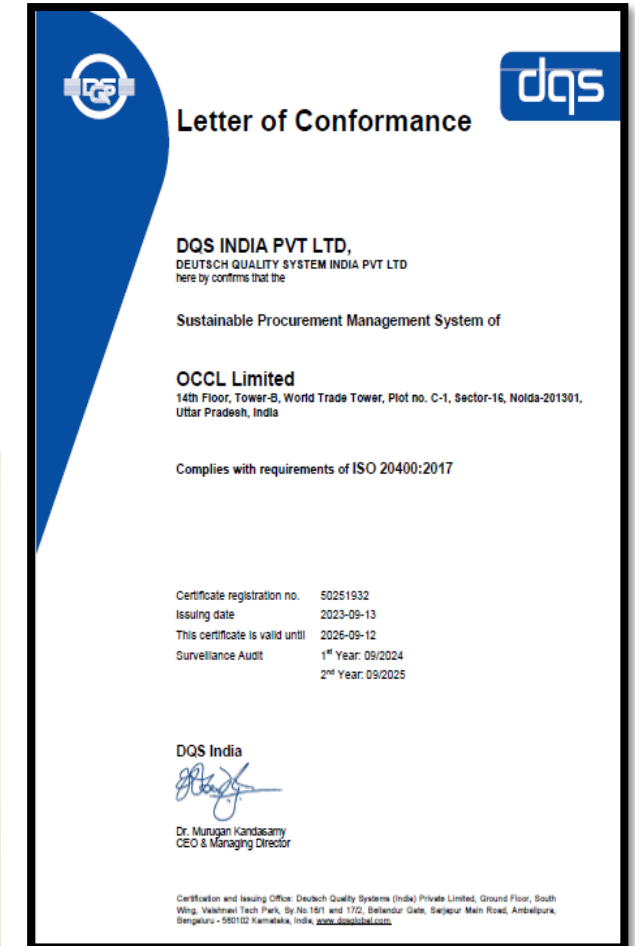 DQS
dqs
Letter of Conformance
DQS INDIA PVT LTD,
DEUTSCH QUALITY SYSTEM INDIA PVT LTD
here by confirms that the
Sustainable Procurement Management System of
OCCL Limited
14th Floor, Tower-B, World Trade Tower, Plot no. C-1, Sector-16, Noida-201301,
Uttar Pradesh, India
Complies with requirements of ISO 20400:2017
Certificate registration no. 50251932
Issuing date 2023-09-13
This certificate is valid until 2026-09-12
Surveillance Audit 1st Year: 09/2024
2nd Year: 09/2025
DQS India
Dr. Murugan Kandasamy
CEO & Managing Director
Certification and Issuing Office: Deutsch Quality Systems (India) Private Limited, Ground Floor, South
Wing, Vaishnavi Tech Park, Sy.No.16/1 and 17/2, Bellandur Gate, Sarjapur Main Road, Ambalipura,
Bengaluru - 560102 Karnataka, India, www.dqsglobal.com